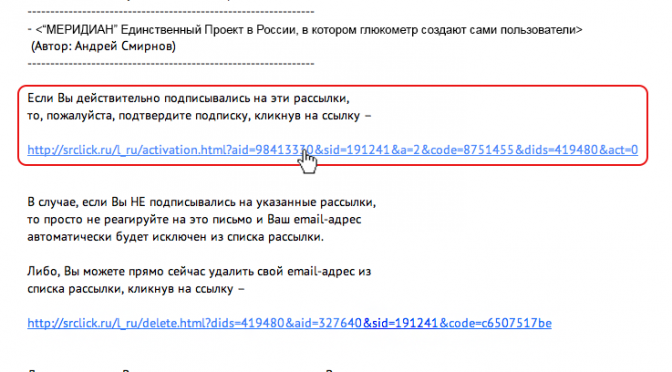 ----------------------------------------------------------------
- <“МЕРИДИАН” Единственный Проект в России, в котором глюкометр создают сами пользователи>
(Автор: Андрей Смирнов)
----------------------------------------------------------------
Если Вы действительно подписывались на эти рассылки,
то, пожалуйста, подтвердите подписку, кликнув на ссылку –
http://srclick.ru/l_ru/activation.html?aid=98413370&sid=191241&a=2&code=8751455&dids=419480&act=0
В случае, если Вы НЕ подписывались на указанные рассылки,
то просто не реагируйте на это письмо и Ваш email-адрес
автоматически будет исключен из списка рассылки.
Либо, Вы можете прямо сейчас удалить свой email-адрес из
списка рассылки, кликнув на ссылку –
http://srclick.ru/l_ru/delete.html?dids=419480&aid=327640&sid=191241&code=c6507517be